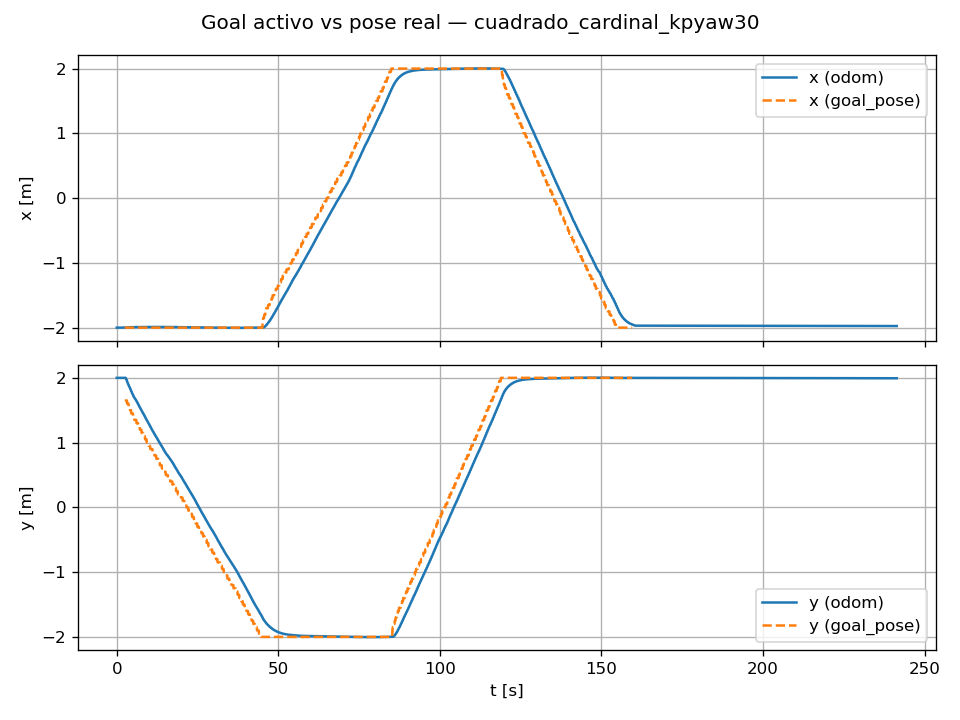 Goal activo vs pose real — cuadrado_cardinal_kpyaw30
2
1
0
−1
−2
x [m]
x (odom)
x (goal_pose)
2
1
0
−1
−2
y [m]
y (odom)
y (goal_pose)
0
50
100
150
200
250
t [s]